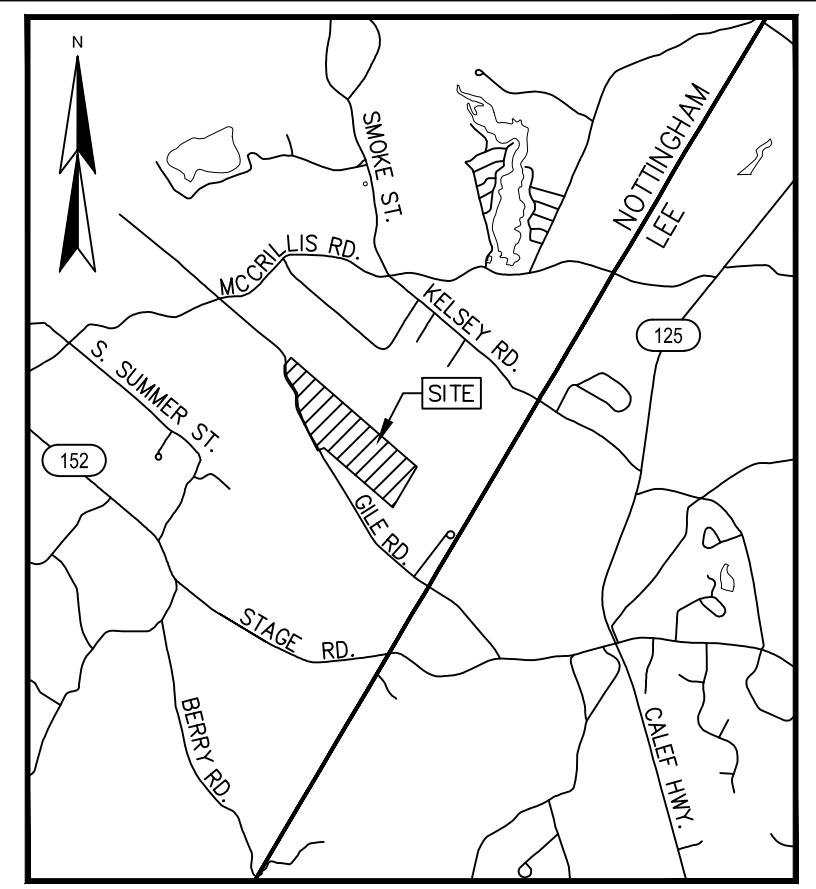 N
SMOKE ST.
NOTTINGHAM
LEE
MCCRILLIS RD.
KELSEY RD.
125
S. SUMMER ST.
SITE
152
GILE RD.
STAGE RD.
BERRY RD.
CALEF HWY.